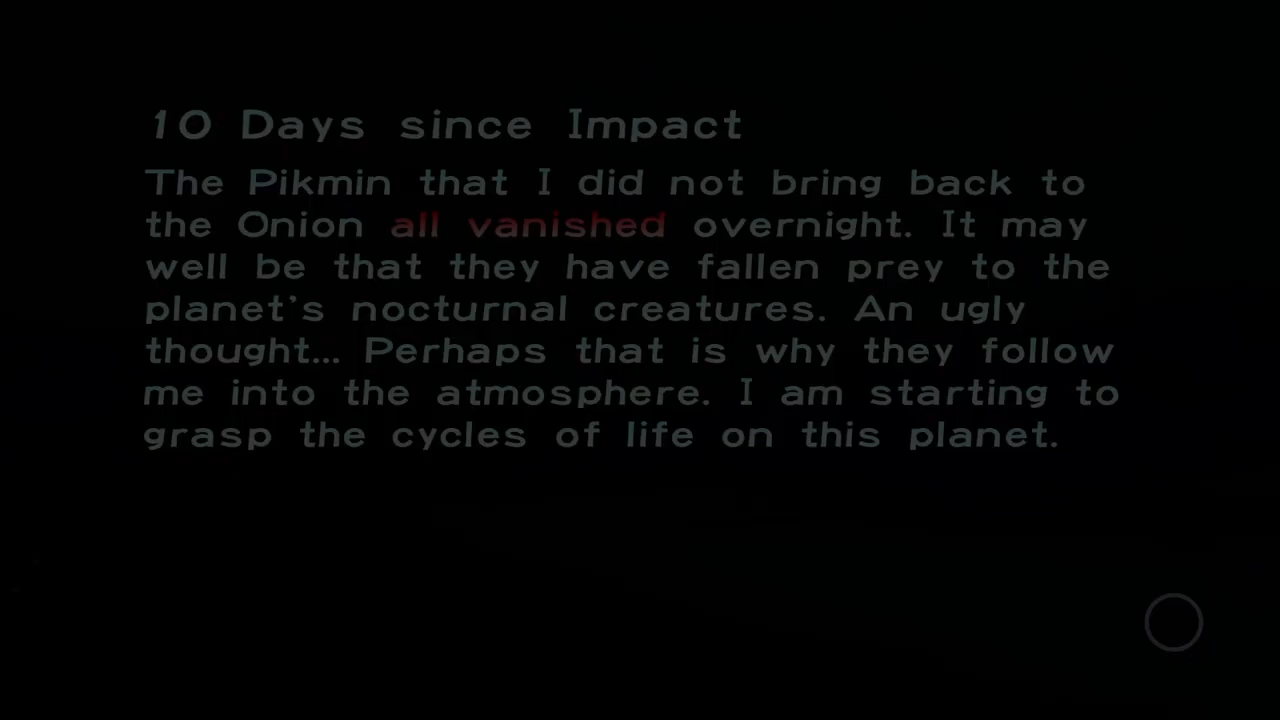 10 Days since Impact
The Pikmin that I did not bring back to
the Onion all vanished overnight. It may
well be that they have fallen prey to the
planet's nocturnal creatures. An ugly
thought... Perhaps that is why they follow
me into the atmosphere. I am starting to
grasp the cycles of life on this planet.